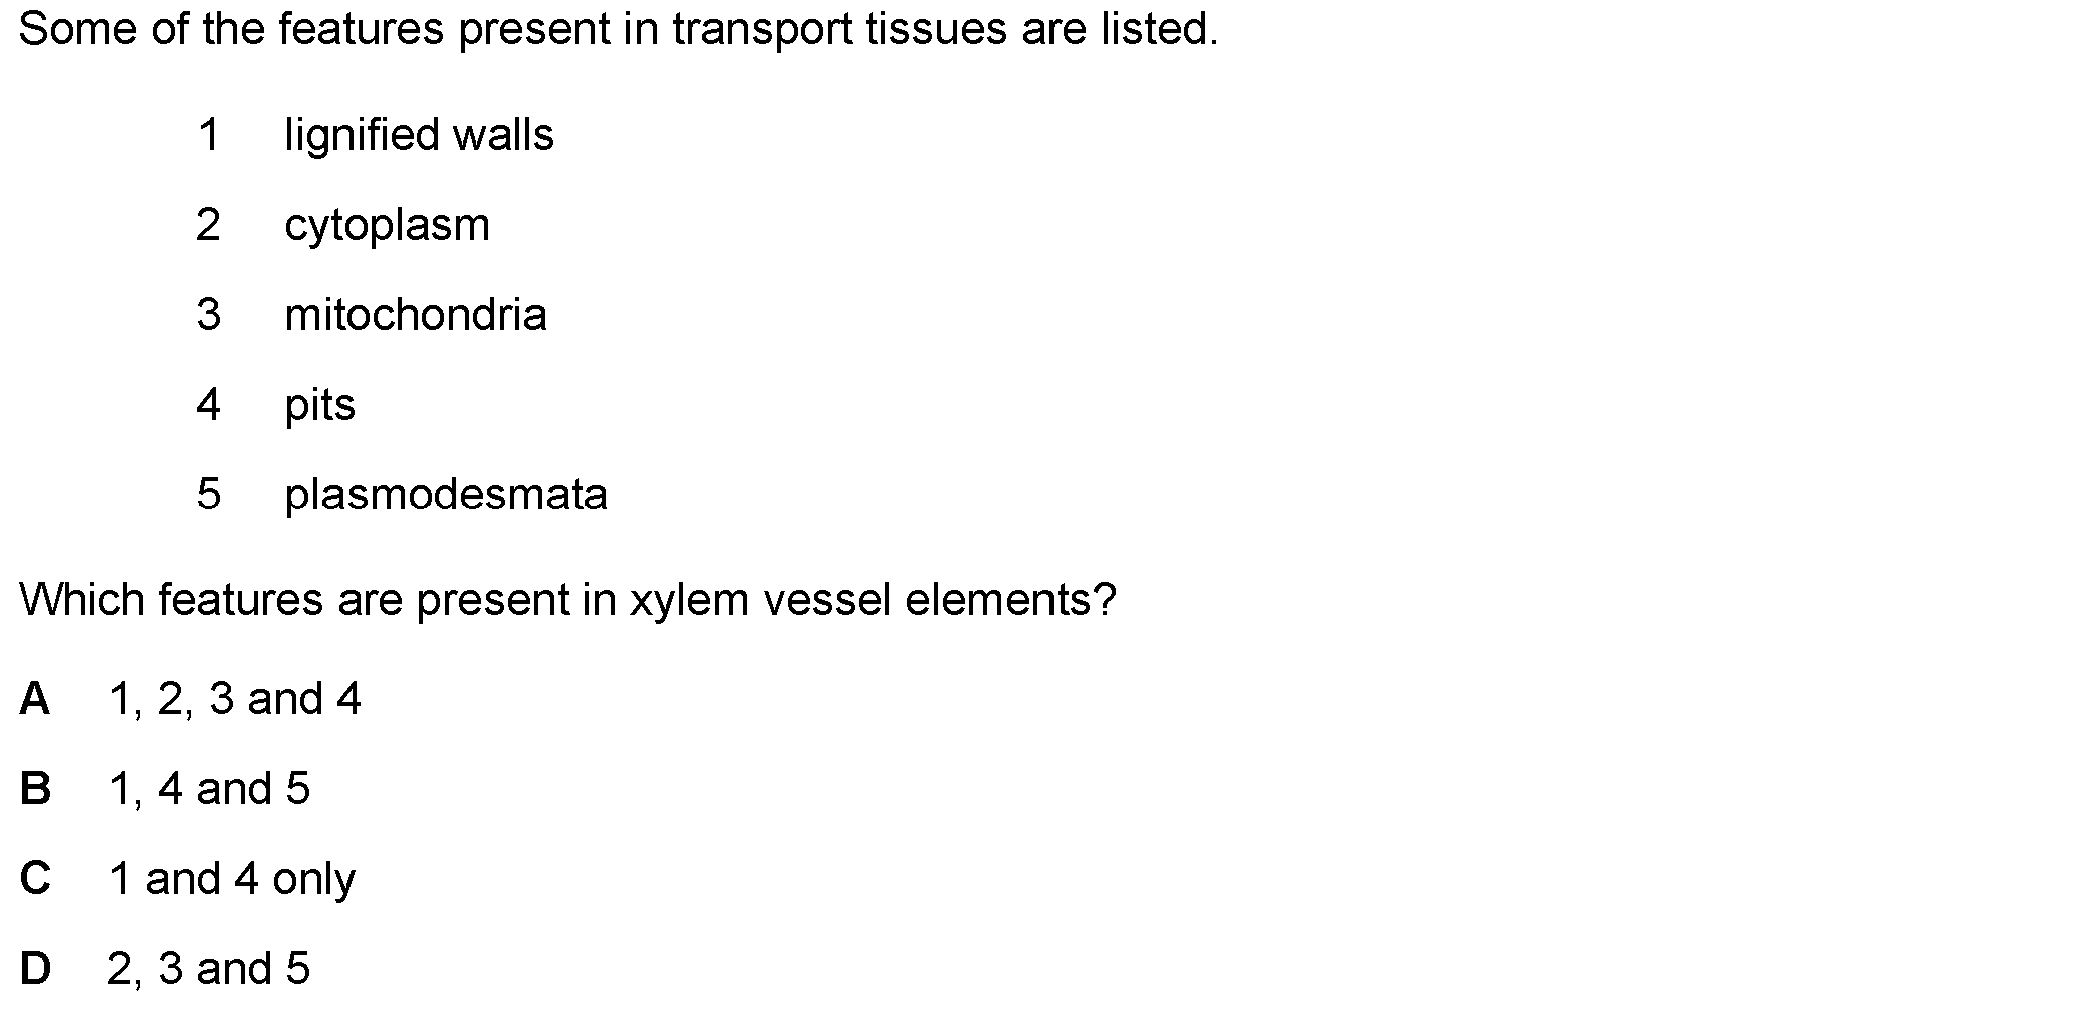 Some of the features present in transport tissues are listed.
1 lignified walls
2 cytoplasm
3 mitochondria
4 pits
5 plasmodesmata
Which features are present in xylem vessel elements?
A 1, 2, 3 and 4
B 1, 4 and 5
C 1 and 4 only
D 2, 3 and 5